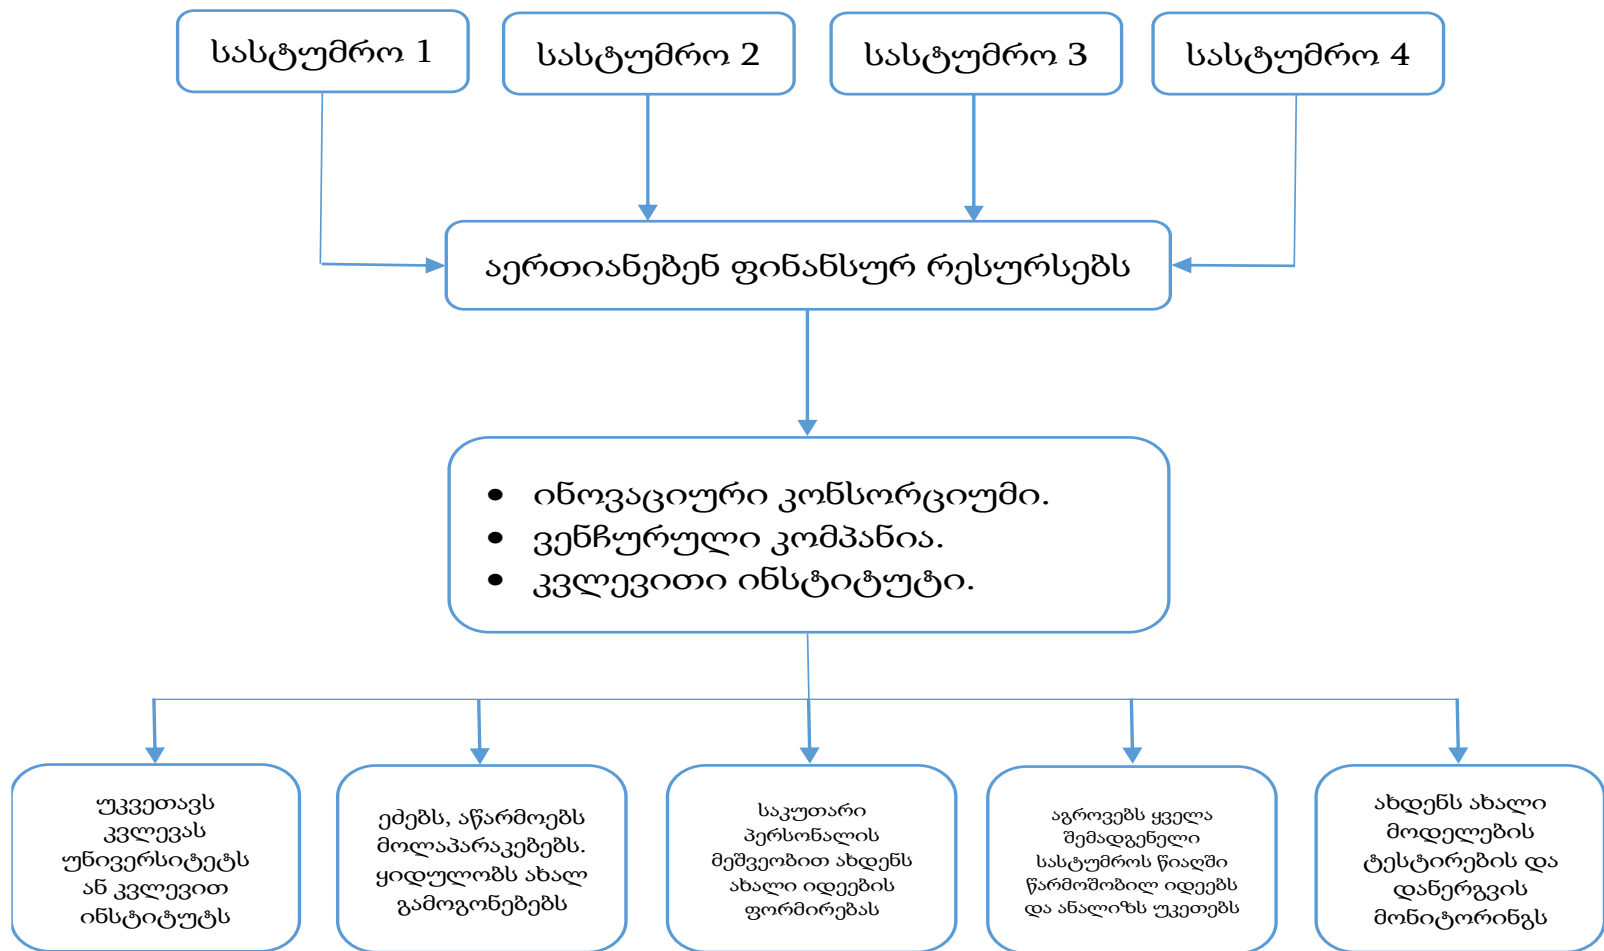 სასტუმრო 1
სასტუმრო 2
სასტუმრო 3
სასტუმრო 4
აერთიანებენ ფინანსურ რესურსებს
• ინოვაციური კონსორციუმი.
• ვენჩურული კომპანია.
• კვლევითი ინსტიტუტი.
უკვეთავს
კვლევას
უნივერსიტეტს
ან კვლევით
ინსტიტუტს
ეძებს, აწარმოებს
მოლაპარაკებებს.
ყიდულობს ახალ
გამოგონებებს
საკუთარი
პერსონალის
მეშვეობით ახდენს
ახალი იდეების
ფორმირებას
აგროვებს ყველა
შემადგენელი
სასტუმროს წიაღში
წარმოშობილ იდეებს
და ანალიზს უკეთებს
ახდენს ახალი
მოდელების
ტესტირების და
დანერგვის
მონიტორინგს